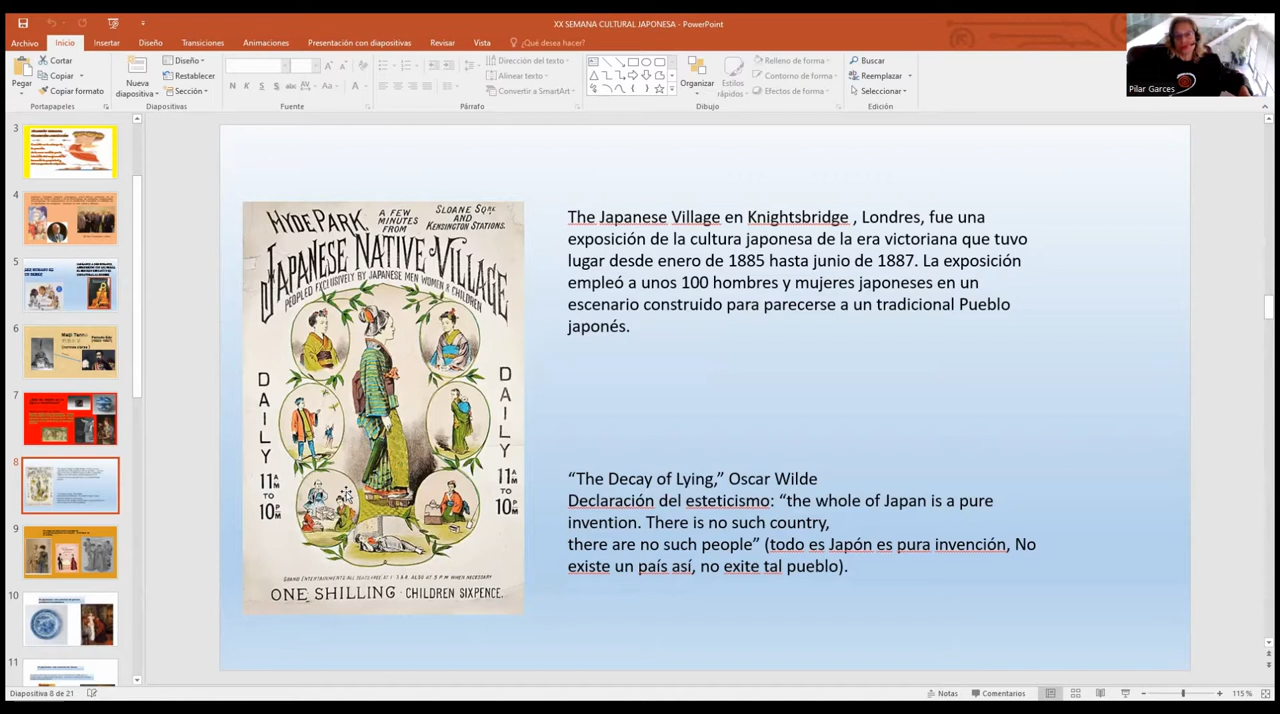 XX SEMANA CULTURAL JAPONESA - PowerPoint
Archivo Inicio Insertar Diseño Transiciones Animaciones Presentación con diapositivas Revisar Vista ¿Qué desea hacer?
Pegar
Cortar
Copiar
Copiar formato
Portapapeles
Nueva
diapositiva
Diseño
Restablecer
Sección
Diapositivas
N K S S abc AV Aa A
Fuente
Dirección del texto
Alinear texto
Convertir a SmartArt
Párrafo
Organizar
Estilos
rápidos
Relleno de forma
Contorno de forma
Efectos de forma
Dibujo
Buscar
Reemplazar
Seleccionar
Edición
Pilar Garces
3
4
5
6
Meiji Tenno
7
8
9
10
11
HYDE PARK
A FEW
MINUTES
FROM
SLOANE SQRE
AND
KENSINGTON STATIONS.
JAPANESE NATIVE VILLAGE
PEOPLED EXCLUSIVELY BY JAPANESE MEN WOMEN & CHILDREN
DAILY
11AM
TO
10PM
DAILY
11AM
TO
10PM
ONE SHILLING · CHILDREN SIXPENCE.
The Japanese Village en Knightsbridge , Londres, fue una
exposición de la cultura japonesa de la era victoriana que tuvo
lugar desde enero de 1885 hasta junio de 1887. La exposición
empleó a unos 100 hombres y mujeres japoneses en un
escenario construido para parecerse a un tradicional Pueblo
japonés.
“The Decay of Lying,” Oscar Wilde
Declaración del esteticismo: “the whole of Japan is a pure
invention. There is no such country,
there are no such people” (todo es Japón es pura invención, No
existe un país así, no exite tal pueblo).
Diapositiva 8 de 21
Notas
Comentarios
115 %